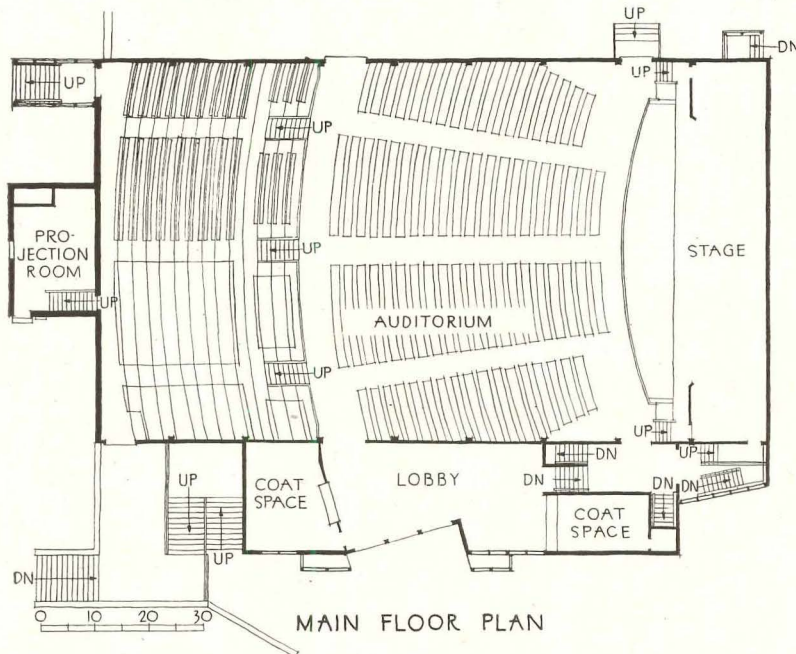 UP
DN
UP
UP
UP
PRO-
JECTION
ROOM
UP
UP
STAGE
UP
AUDITORIUM
UP
UP
DN
UP
UP
COAT
SPACE
LOBBY
DN
DN
DN
COAT
SPACE
UP
DN
0 10 20 30
MAIN FLOOR PLAN